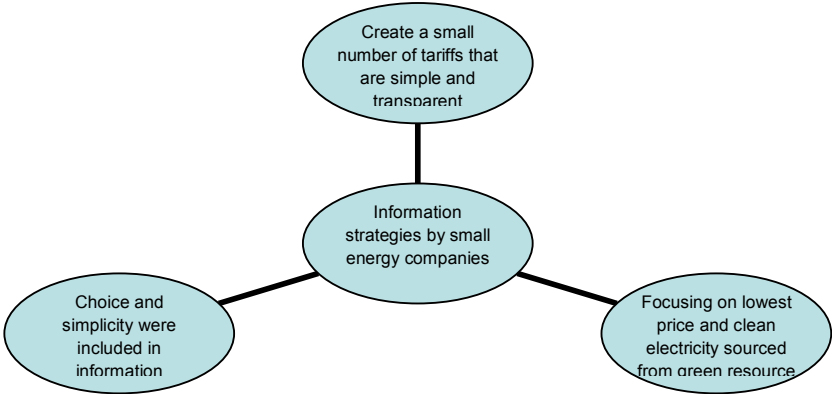 Create a small
number of tariffs that
are simple and
transparent
Information
strategies by small
energy companies
Choice and
simplicity were
included in
information
Focusing on lowest
price and clean
electricity sourced
from green resource